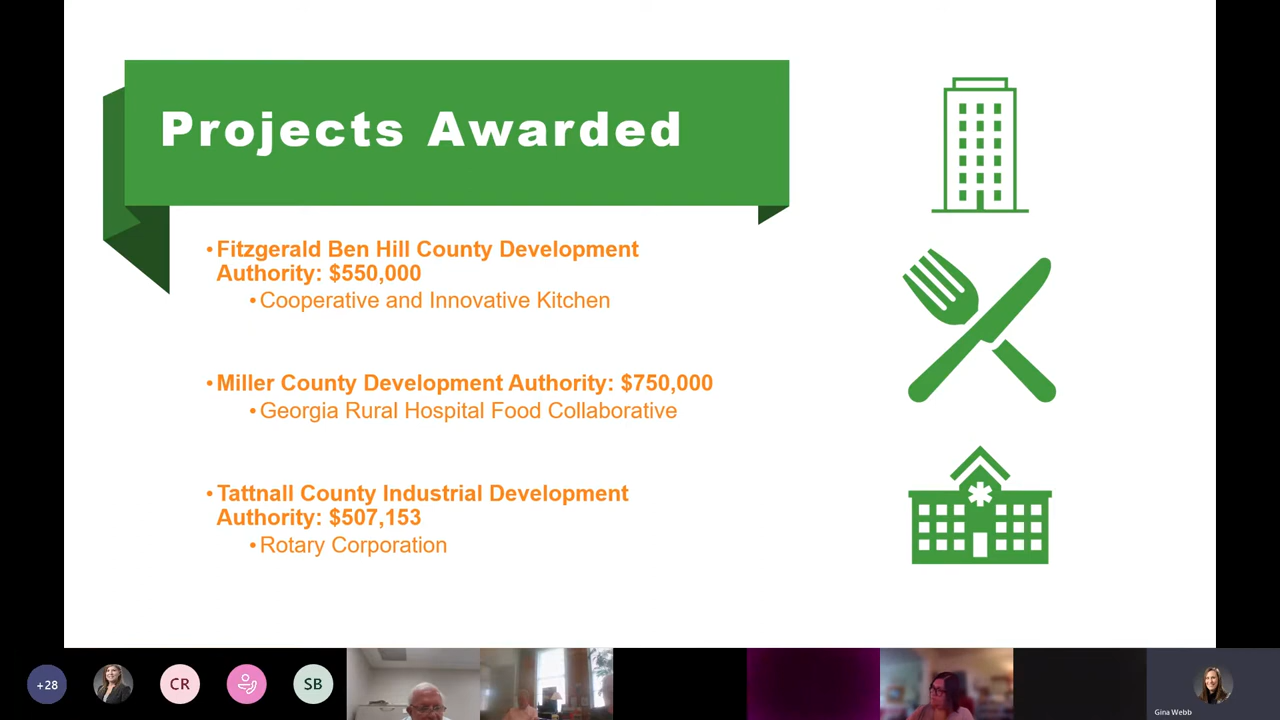 Projects Awarded
•Fitzgerald Ben Hill County Development
Authority: $550,000
•Cooperative and Innovative Kitchen
•Miller County Development Authority: $750,000
•Georgia Rural Hospital Food Collaborative
•Tattnall County Industrial Development
Authority: $507,153
•Rotary Corporation
+28
CR
SB
Gina Webb